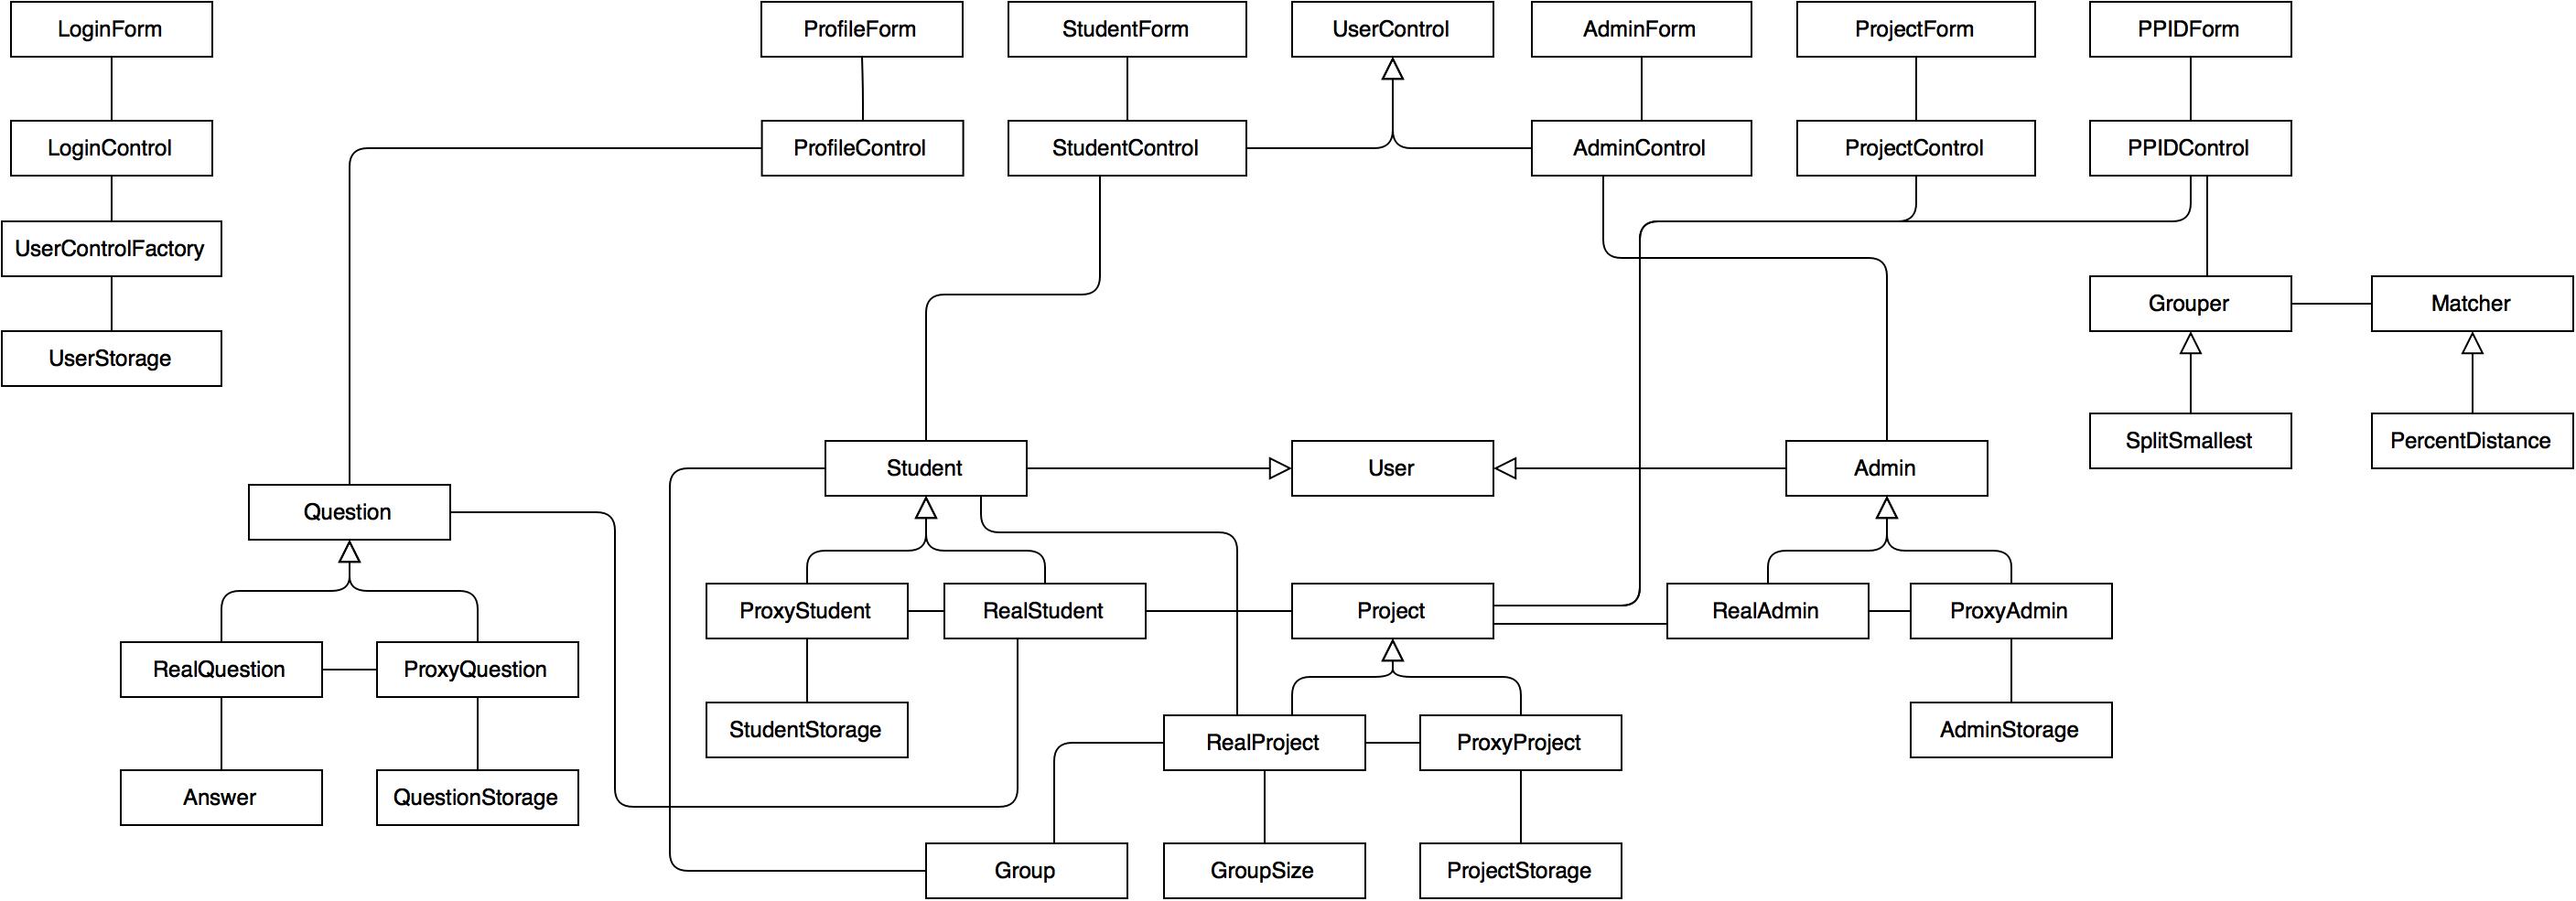 LoginForm
ProfileForm
StudentForm
UserControl
AdminForm
ProjectForm
PPIDForm
LoginControl
ProfileControl
StudentControl
AdminControl
ProjectControl
PPIDControl
UserControlFactory
Grouper
Matcher
UserStorage
SplitSmallest
PercentDistance
Student
User
Admin
Question
ProxyStudent
RealStudent
Project
RealAdmin
ProxyAdmin
RealQuestion
ProxyQuestion
StudentStorage
RealProject
ProxyProject
AdminStorage
Answer
QuestionStorage
Group
GroupSize
ProjectStorage